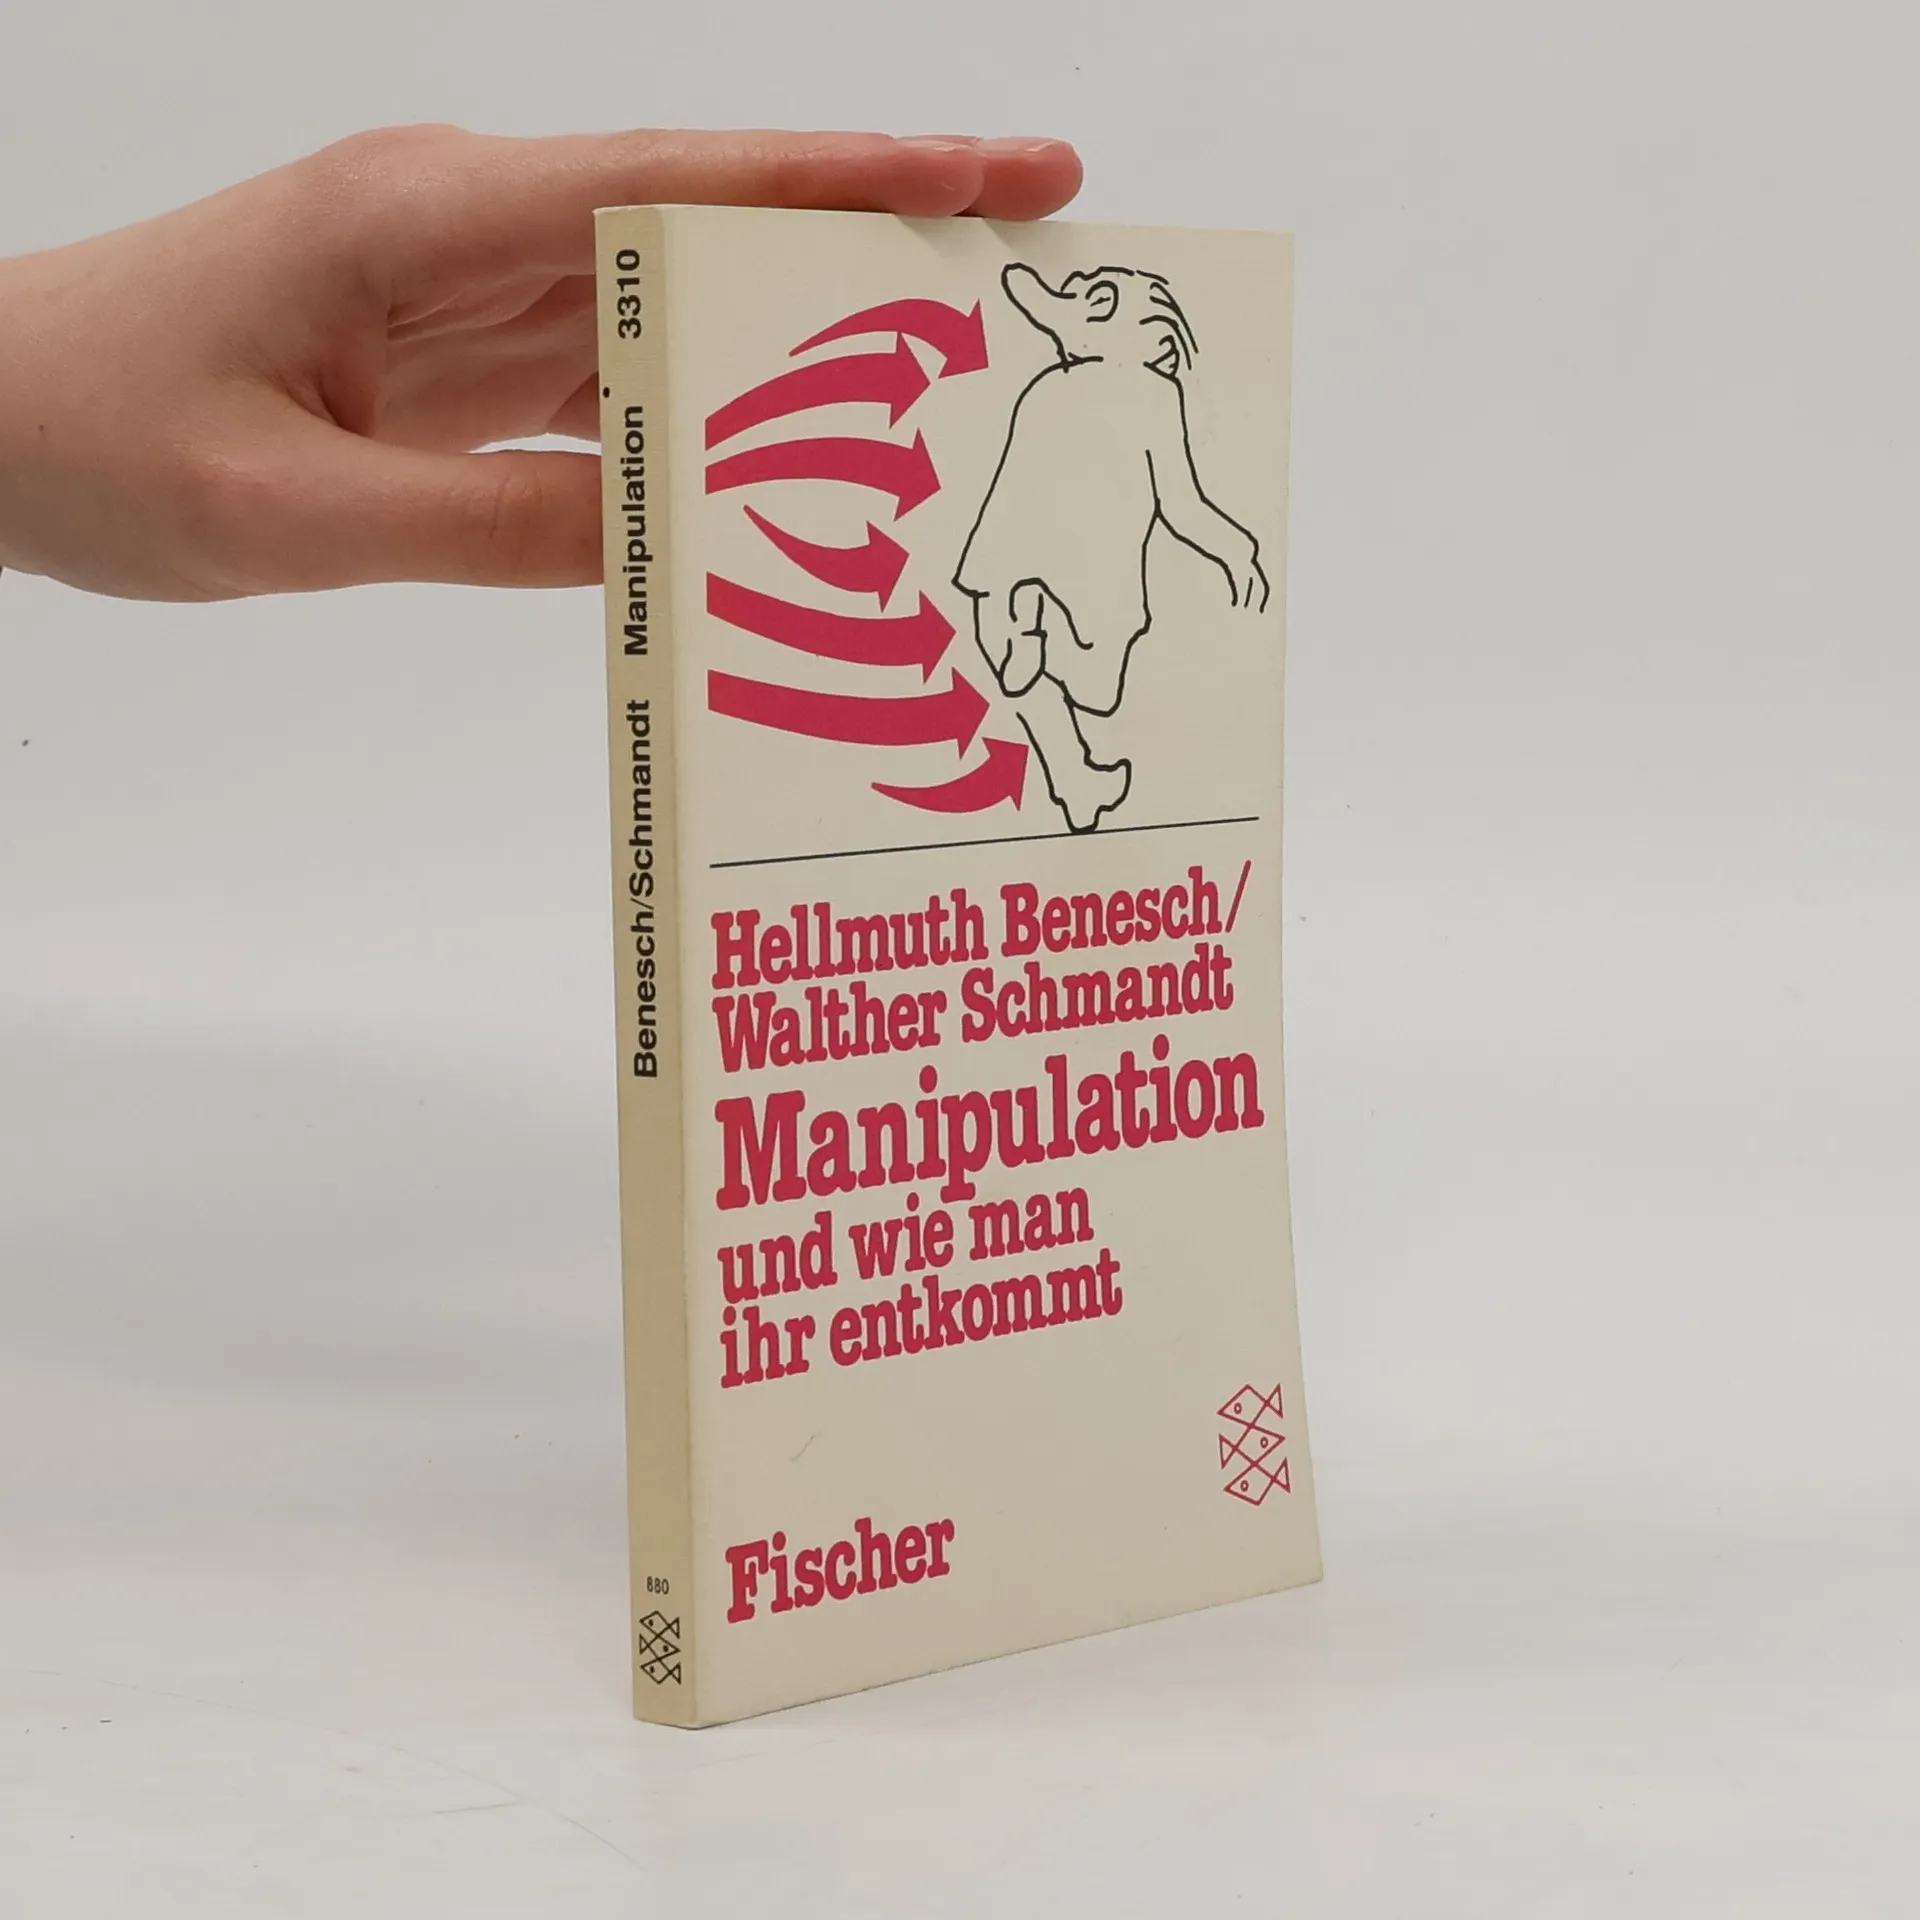 Benesch/Schmandt Manipulation 3310
880
Hellmuth Benesch/
Walther Schmandt
Manipulation
und wie man
ihr entkommt
Fischer